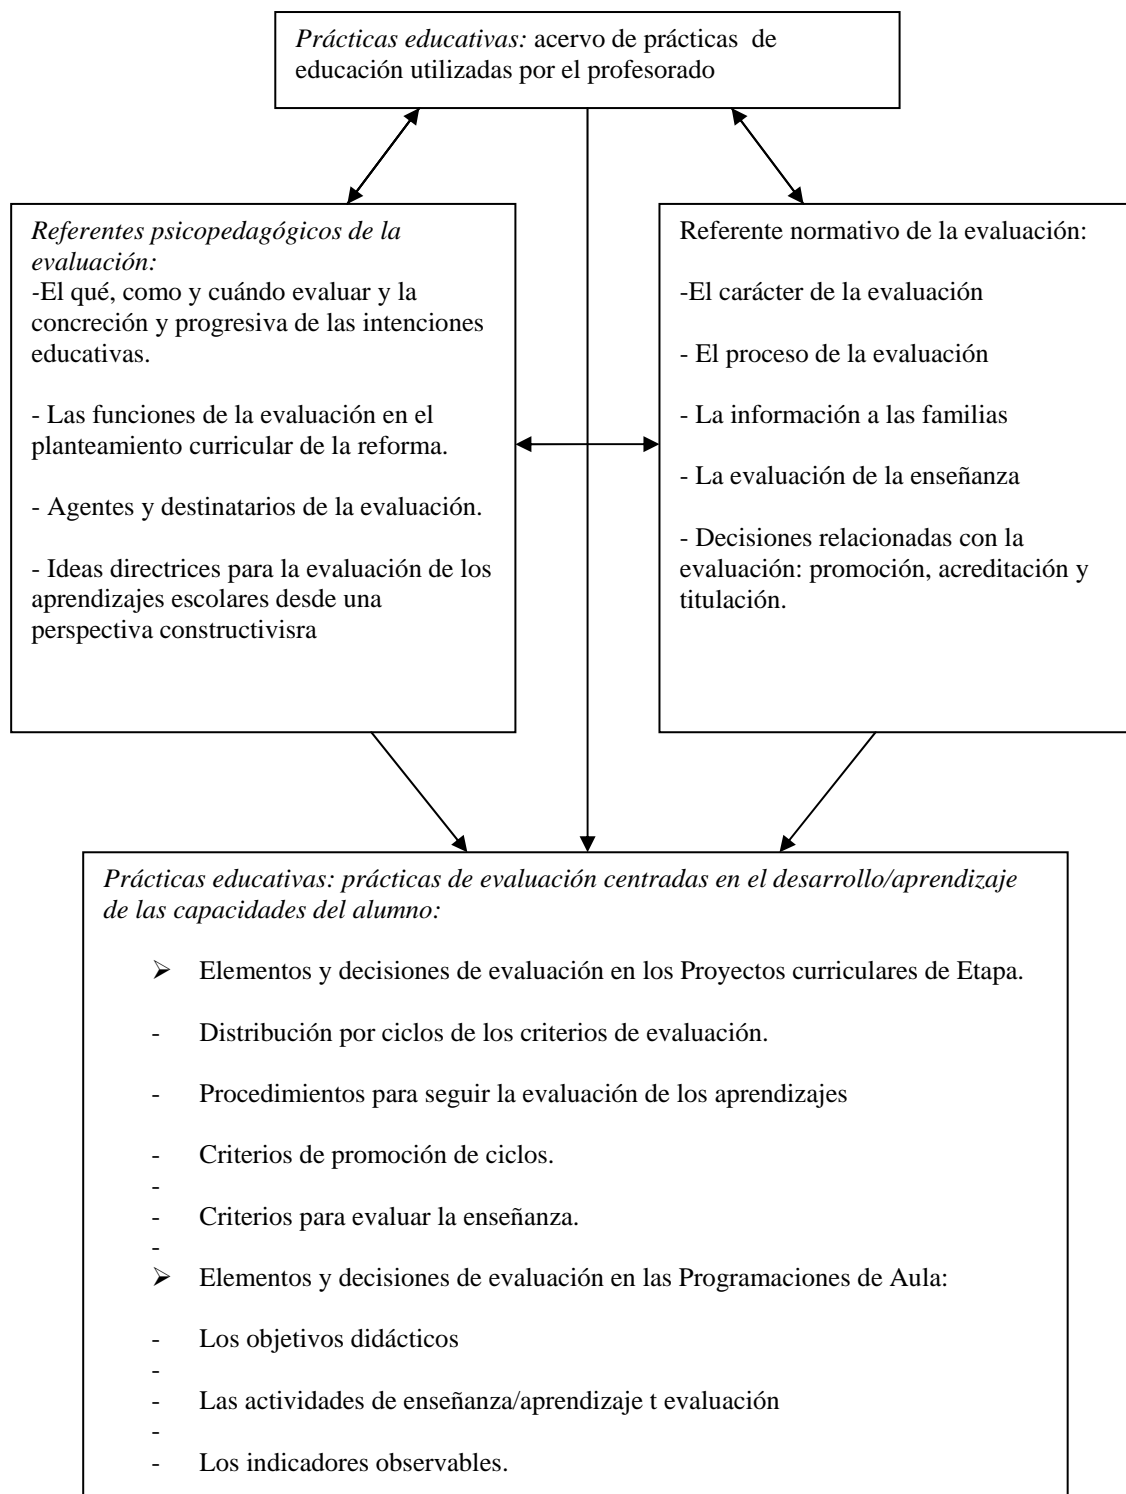 Prácticas educativas: acervo de prácticas de
educación utilizadas por el profesorado
Referentes psicopedagógicos de la
evaluación:
-El qué, como y cuándo evaluar y la
concreción y progresiva de las intenciones
educativas.
- Las funciones de la evaluación en el
planteamiento curricular de la reforma.
- Agentes y destinatarios de la evaluación.
- Ideas directrices para la evaluación de los
aprendizajes escolares desde una
perspectiva constructivisra
Referente normativo de la evaluación:
-El carácter de la evaluación
- El proceso de la evaluación
- La información a las familias
- La evaluación de la enseñanza
- Decisiones relacionadas con la
evaluación: promoción, acreditación y
titulación.
Prácticas educativas: prácticas de evaluación centradas en el desarrollo/aprendizaje
de las capacidades del alumno:
➢ Elementos y decisiones de evaluación en los Proyectos curriculares de Etapa.
- Distribución por ciclos de los criterios de evaluación.
- Procedimientos para seguir la evaluación de los aprendizajes
- Criterios de promoción de ciclos.
-
- Criterios para evaluar la enseñanza.
-
➢ Elementos y decisiones de evaluación en las Programaciones de Aula:
- Los objetivos didácticos
-
- Las actividades de enseñanza/aprendizaje t evaluación
-
- Los indicadores observables.